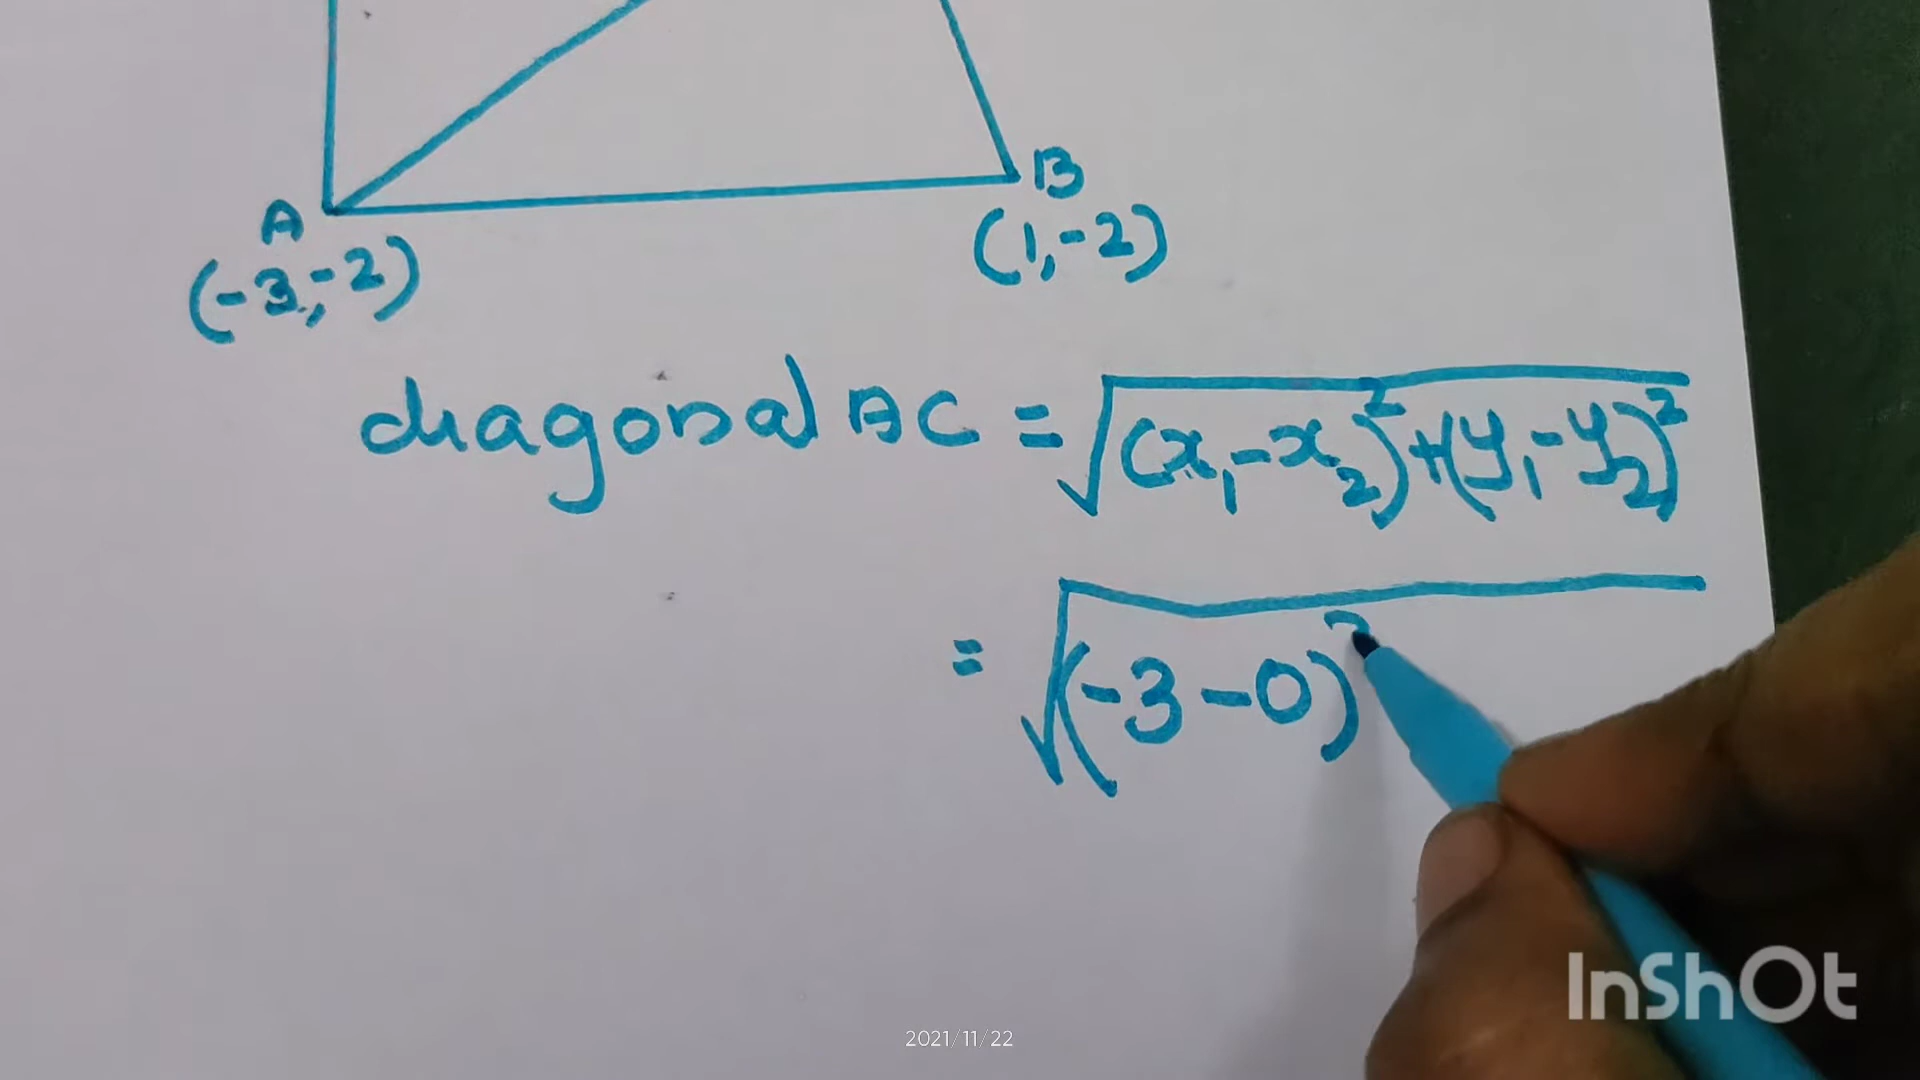 A
B
(-3,-2)
(1,-2)
diagonal AC = √(x₁-x₂)²+(y₁-y₂)²
= √(-3-0)²
InShOt
2021/11/22